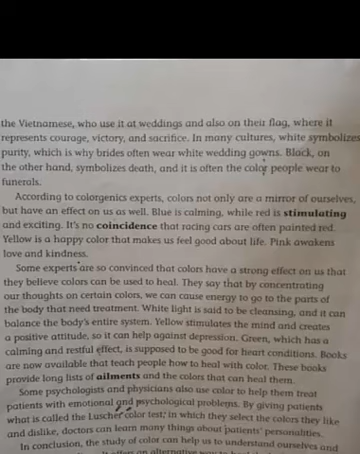 the Vietnamese, who use it at weddings and also on their flag, where it
represents courage, victory, and sacrifice. In many cultures, white symbolizes
purity, which is why brides often wear white wedding gowns. Black, on
the other hand, symbolizes death, and it is often the color people wear to
funerals.
According to colorgenics experts, colors not only are a mirror of ourselves,
but have an effect on us as well. Blue is calming, while red is stimulating
and exciting. It's no coincidence that racing cars are often painted red.
Yellow is a happy color that makes us feel good about life. Pink awakens
love and kindness.
Some experts are so convinced that colors have a strong effect on us that
they believe colors can be used to heal. They say that by concentrating
our thoughts on certain colors, we can cause energy to go to the parts of
the body that need treatment. White light is said to be cleansing, and it can
balance the body's entire system. Yellow stimulates the mind and creates
a positive attitude, so it can help against depression. Green, which has a
calming and restful effect, is supposed to be good for heart conditions. Books
are now available that teach people how to heal with color. These books
provide long lists of ailments and the colors that can heal them.
Some psychologists and physicians also use color to help them treat
patients with emotional and psychological problems. By giving patients
what is called the Luscher color test, in which they select the colors they like
and dislike, doctors can learn many things about patients' personalities.
In conclusion, the study of color can help us to understand ourselves and